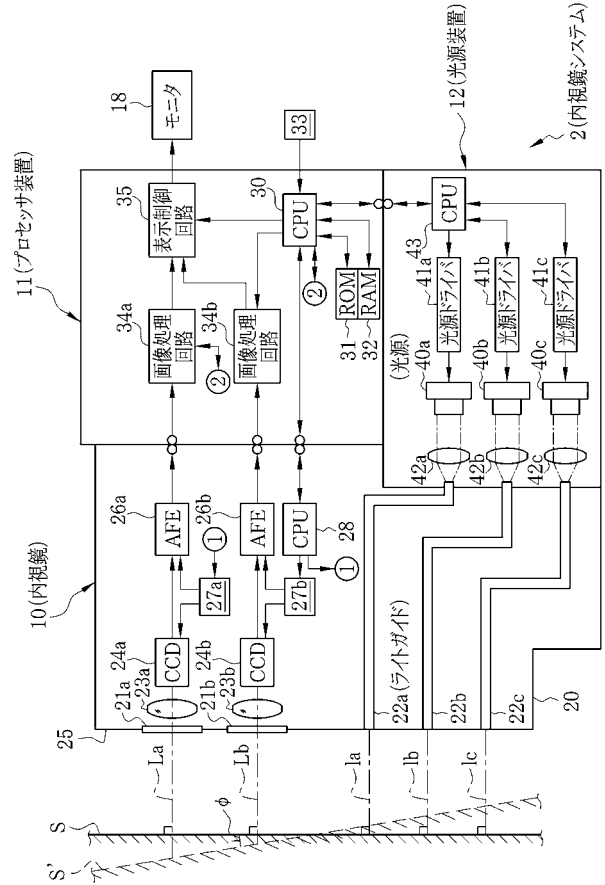 2(内視鏡システム)
10(内視鏡)
11(プロセッサ装置)
12(光源装置)
18
モニタ
35
表示制御
回路
34a
画像処理
回路
34b
画像処理
回路
33
30
CPU
2
2
31
ROM
32
RAM
26a
AFE
26b
AFE
28
CPU
1
1
27a
27b
24a
CCD
24b
CCD
21a
23a
21b
23b
25
La
Lb
la
lb
lc
S
S'
φ
22a(ライトガイド)
22b
22c
20
43
CPU
41a
光源ドライバ
41b
光源ドライバ
41c
光源ドライバ
(光源)
40a
40b
40c
42a
42b
42c